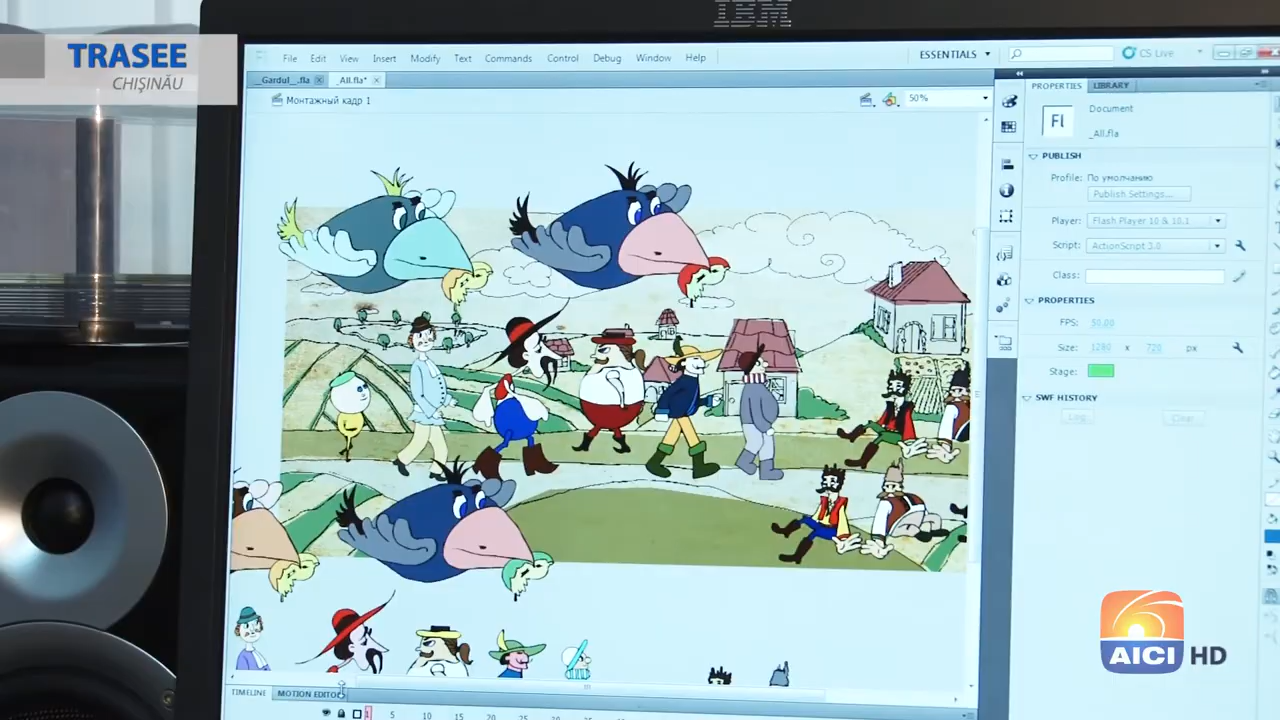 IBM
TRASEE
CHIŞINĂU
File Edit View Insert Modify Text Commands Control Debug Window Help
ESSENTIALS
CS Live
_Gardul_.fla
_All.fla*
Монтажный кадр 1
50%
PROPERTIES LIBRARY
Fl
Document
_All.fla
PUBLISH
Profile: По умолчанию
Publish Settings...
Player: Flash Player 10 & 10.1
Script: ActionScript 3.0
Class:
PROPERTIES
FPS: 50.00
Size: 1280 x 720 px
Stage:
SWF HISTORY
Log Clear
AICI HD
TIMELINE MOTION EDITOR
1 5 10 15 20 25 30